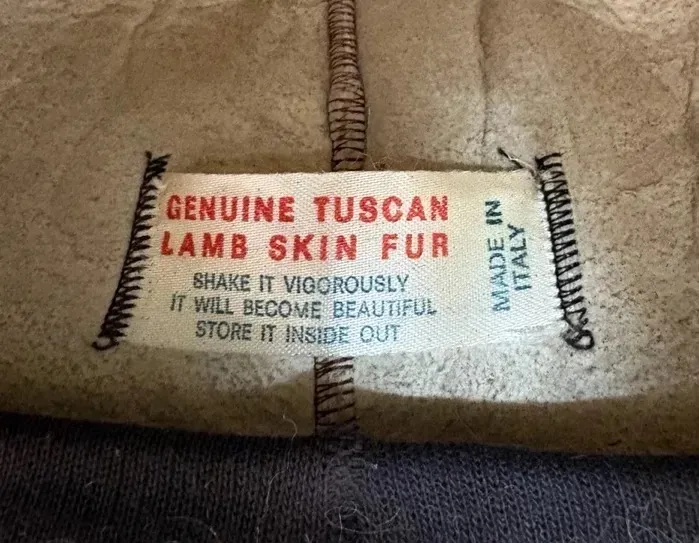 GENUINE TUSCAN
LAMB SKIN FUR
SHAKE IT VIGOROUSLY
IT WILL BECOME BEAUTIFUL
STORE IT INSIDE OUT
MADE IN
ITALY